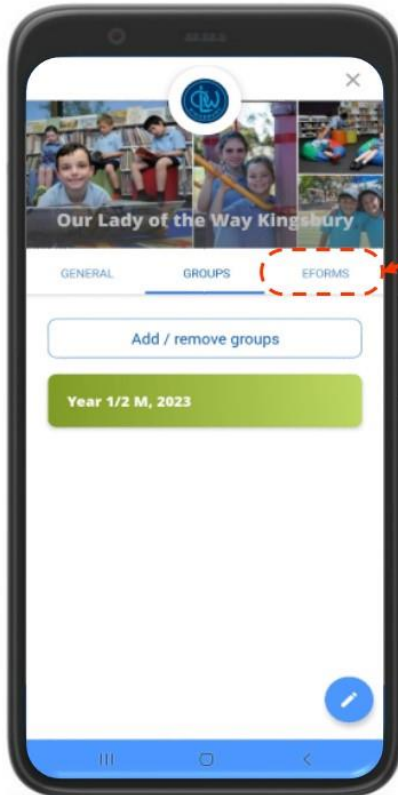 Our Lady of the Way Kingsbury
GENERAL GROUPS EFORMS
Add / remove groups
Year 1/2 M, 2023